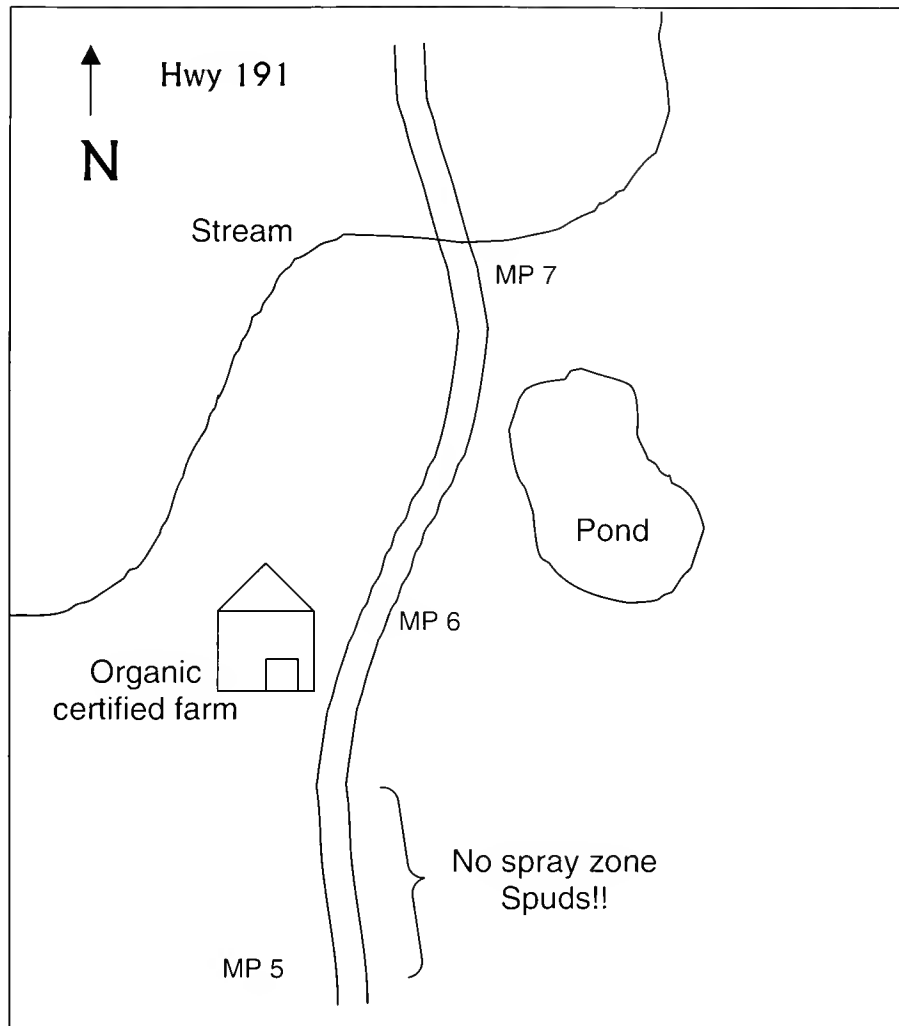 Hwy 191
N
Stream
MP 7
Pond
MP 6
Organic
certified farm
No spray zone
Spuds!!
MP 5